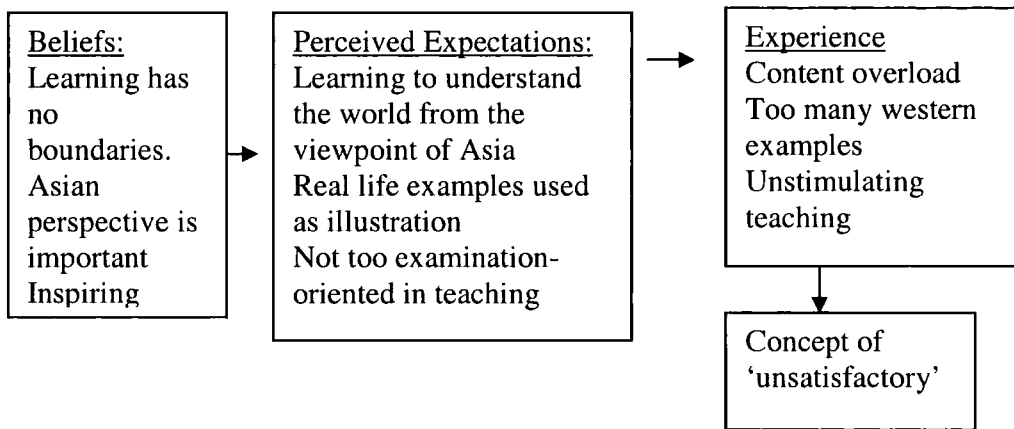 Beliefs:
Learning has
no
boundaries.
Asian
perspective is
important
Inspiring
Perceived Expectations:
Learning to understand
the world from the
viewpoint of Asia
Real life examples used
as illustration
Not too examination-
oriented in teaching
Experience
Content overload
Too many western
examples
Unstimulating
teaching
Concept of
‘unsatisfactory’